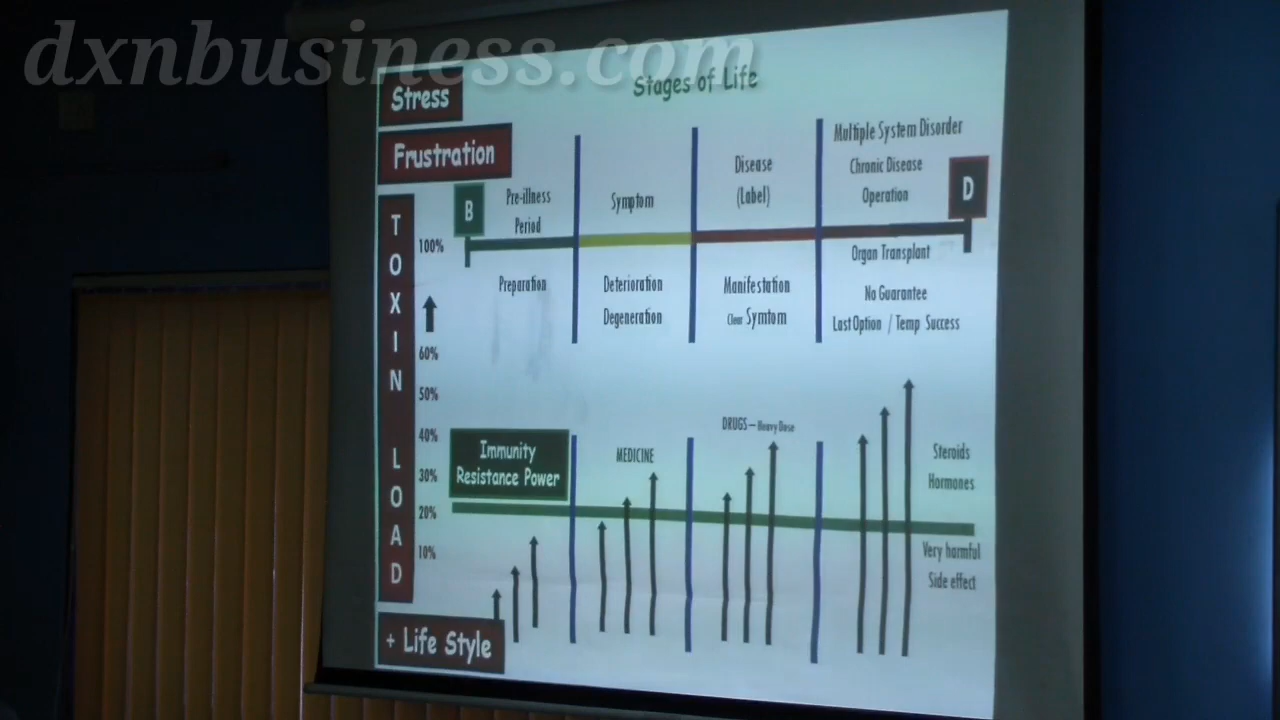 dxnbusiness.com
Stages of Life
Stress
Frustration
TOXIN LOAD
B
Pre-illness
Period
Symptom
Disease
(Label)
Multiple System Disorder
Chronic Disease
Operation
D
100%
Preparation
Deterioration
Degeneration
Manifestation
Clear Symtom
Organ Transplant
No Guarantee
Last Option / Temp Success
60%
50%
40%
30%
20%
10%
Immunity
Resistance Power
MEDICINE
DRUGS – Heavy Dose
Steroids
Hormones
Very harmful
Side effect
+ Life Style